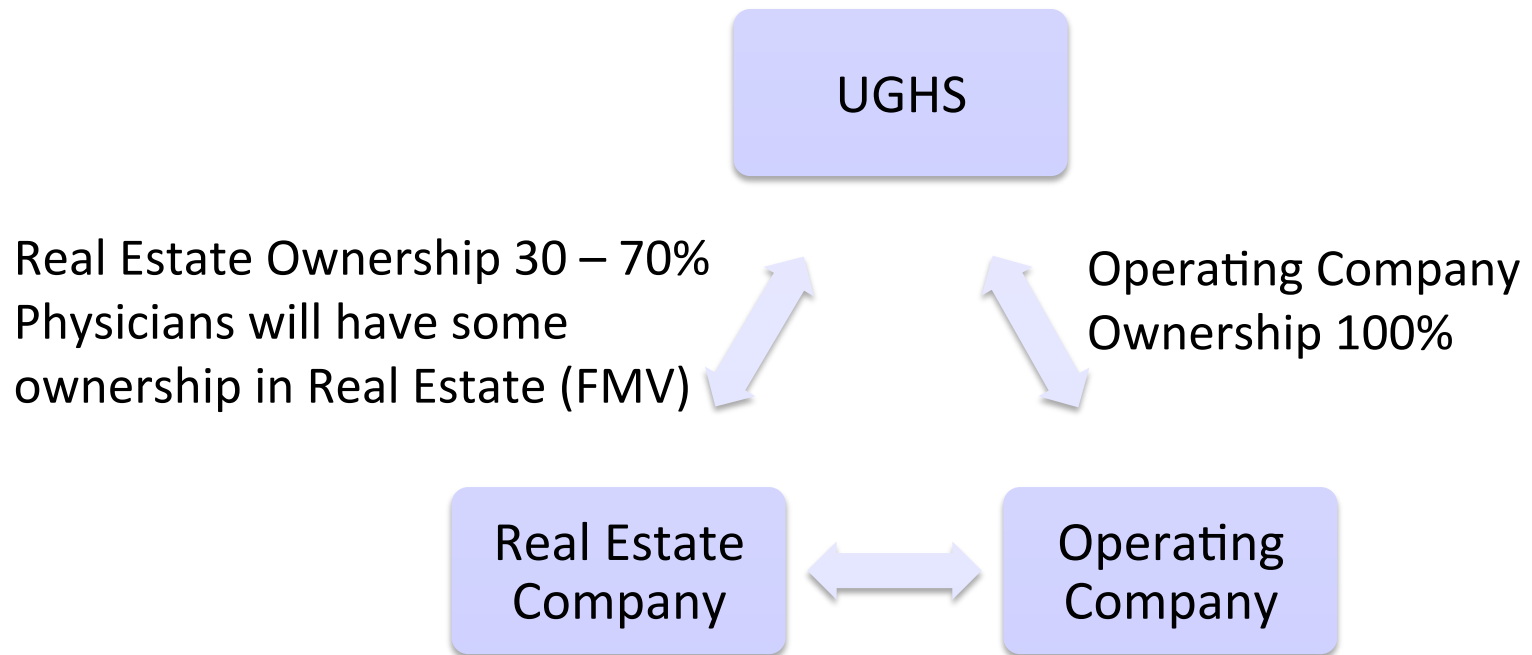 UGHS
Real Estate Ownership 30 – 70%
Physicians will have some
ownership in Real Estate (FMV)
Operating Company
Ownership 100%
Real Estate
Company
Operating
Company